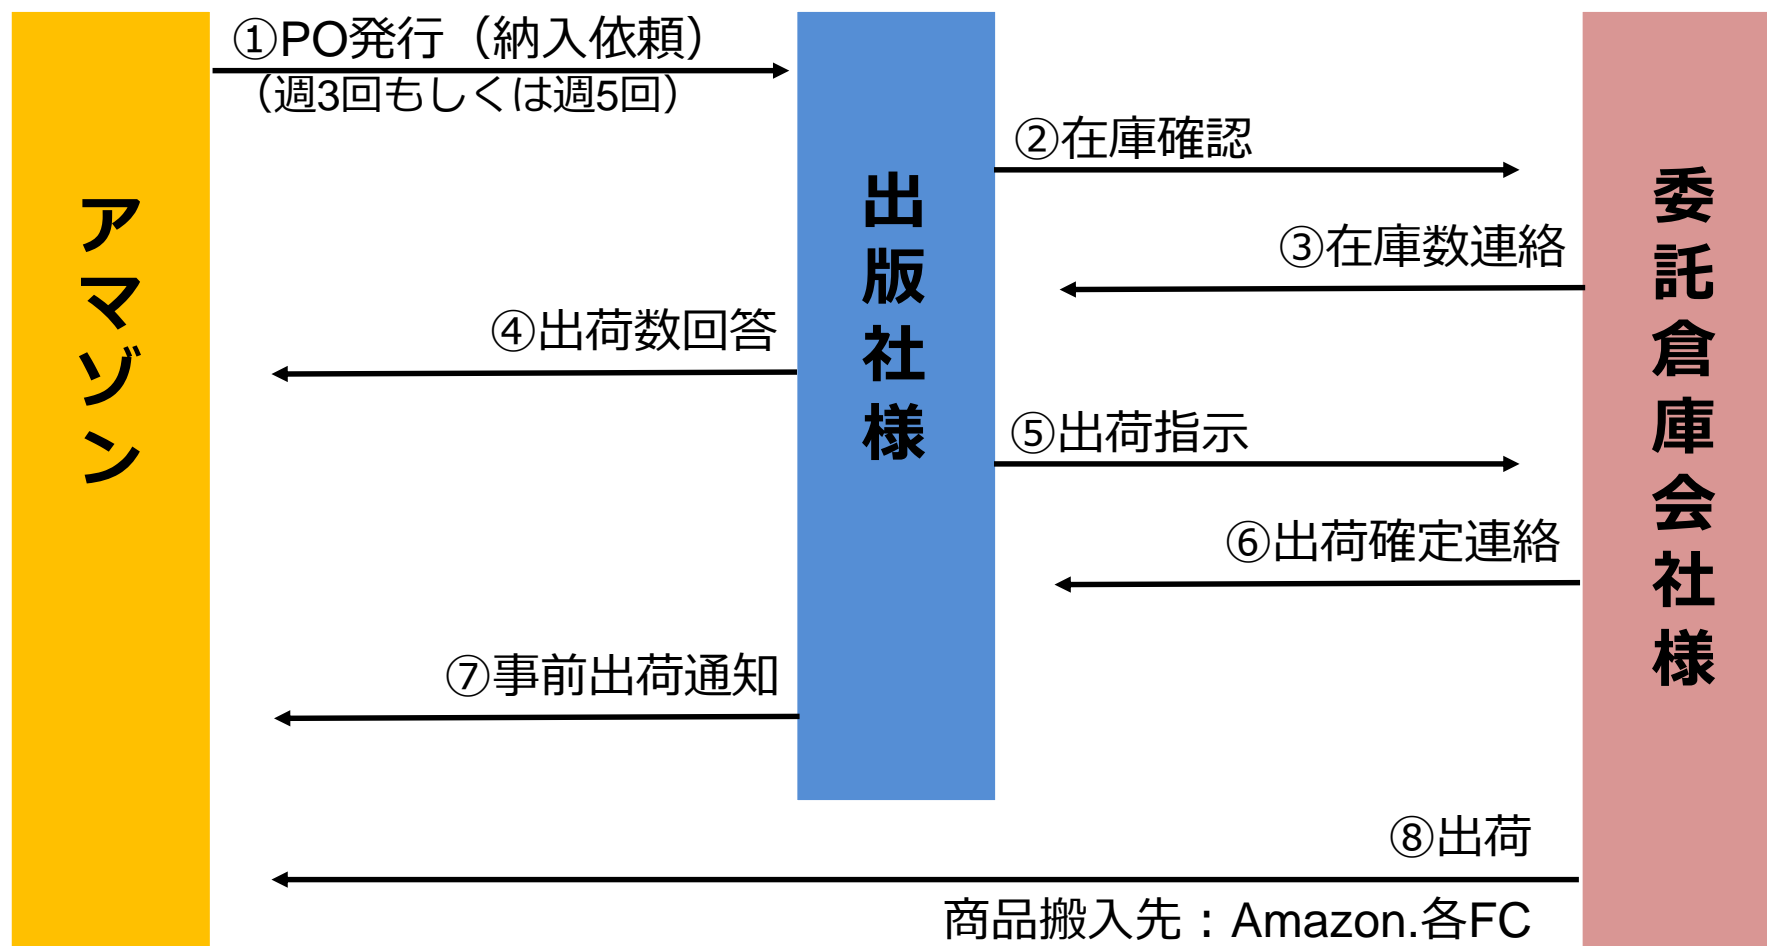 ①PO発行（納入依頼）
（週3回もしくは週5回）
②在庫確認
③在庫数連絡
④出荷数回答
⑤出荷指示
⑥出荷確定連絡
⑦事前出荷通知
⑧出荷
商品搬入先：Amazon.各FC
アマゾン
出版社様
委託倉庫会社様